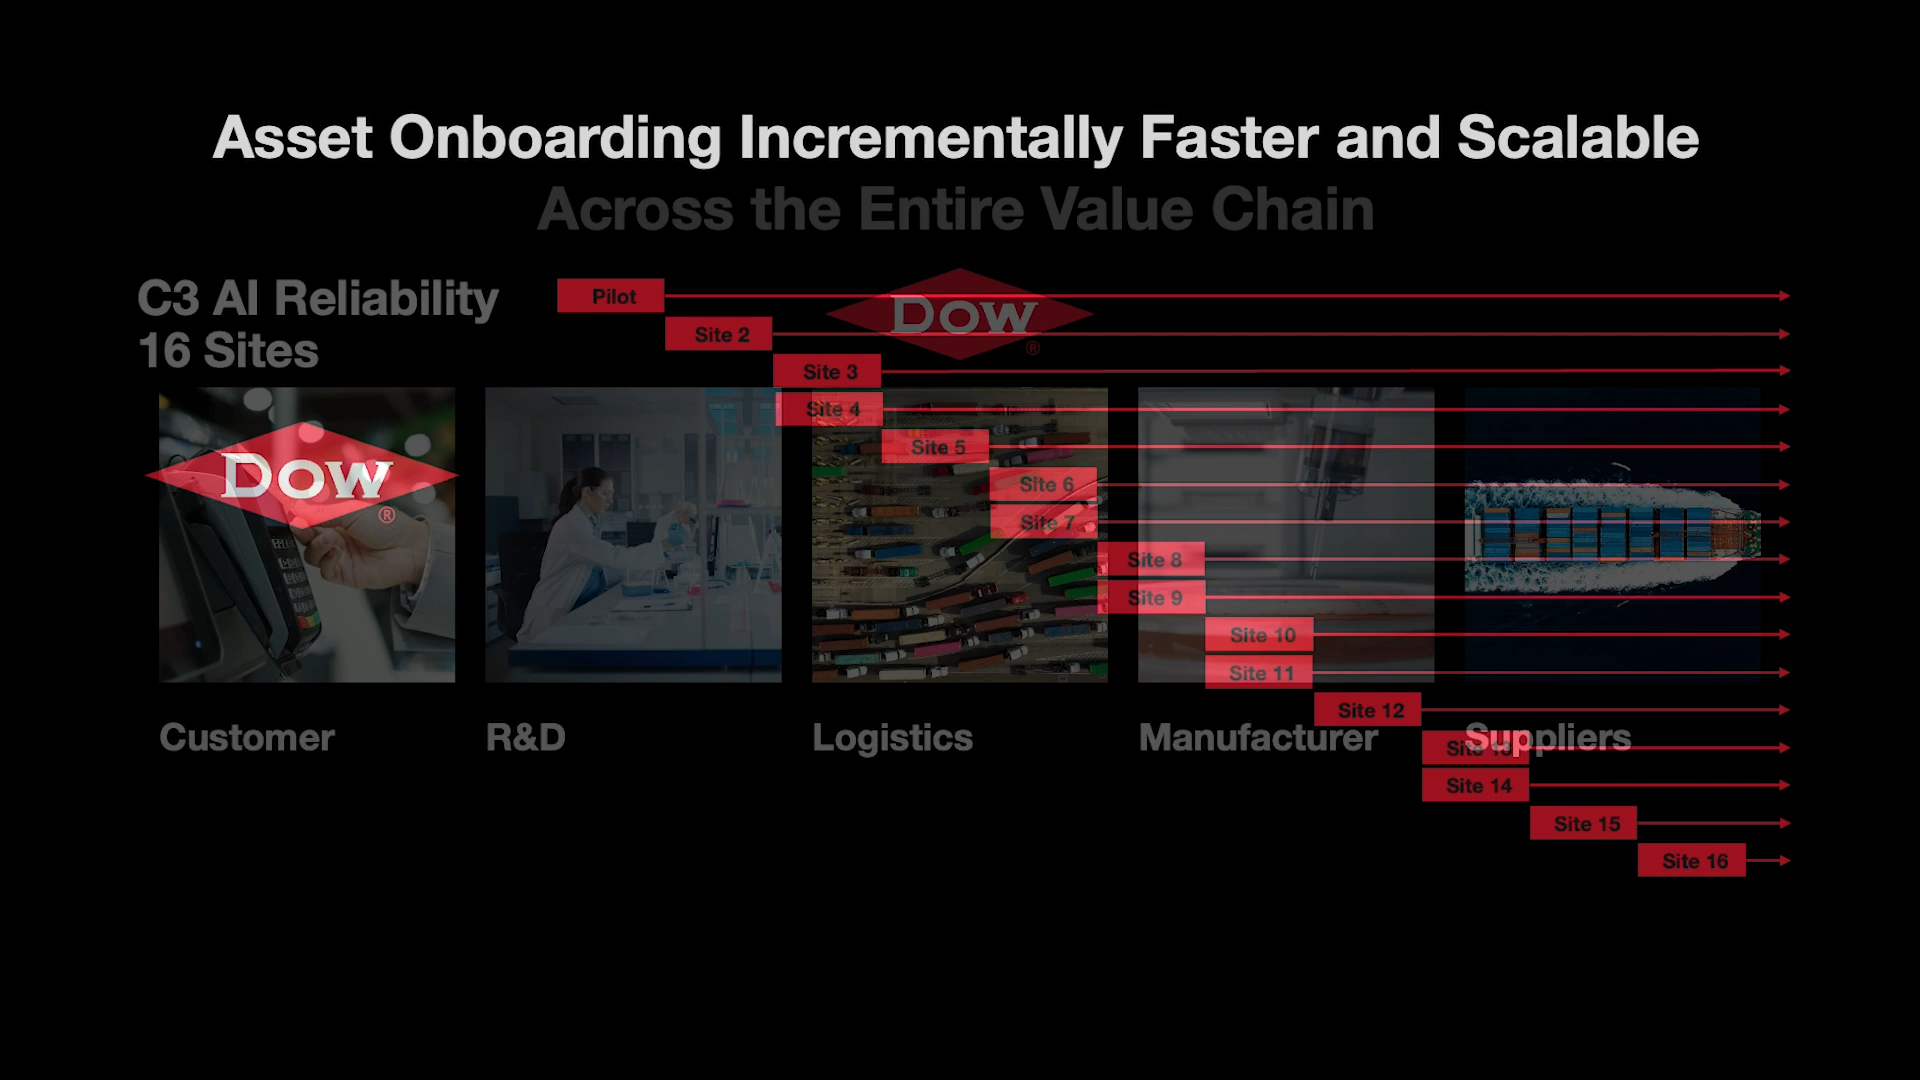 Asset Onboarding Incrementally Faster and Scalable
Across the Entire Value Chain
C3 AI Reliability
16 Sites
Pilot
DOW
®
Site 2
Site 3
Site 4
DOW
®
Site 5
Site 6
Site 7
Site 8
Site 9
Site 10
Site 11
Site 12
Customer
R&D
Logistics
Manufacturer
Suppliers
Site 13
Site 14
Site 15
Site 16